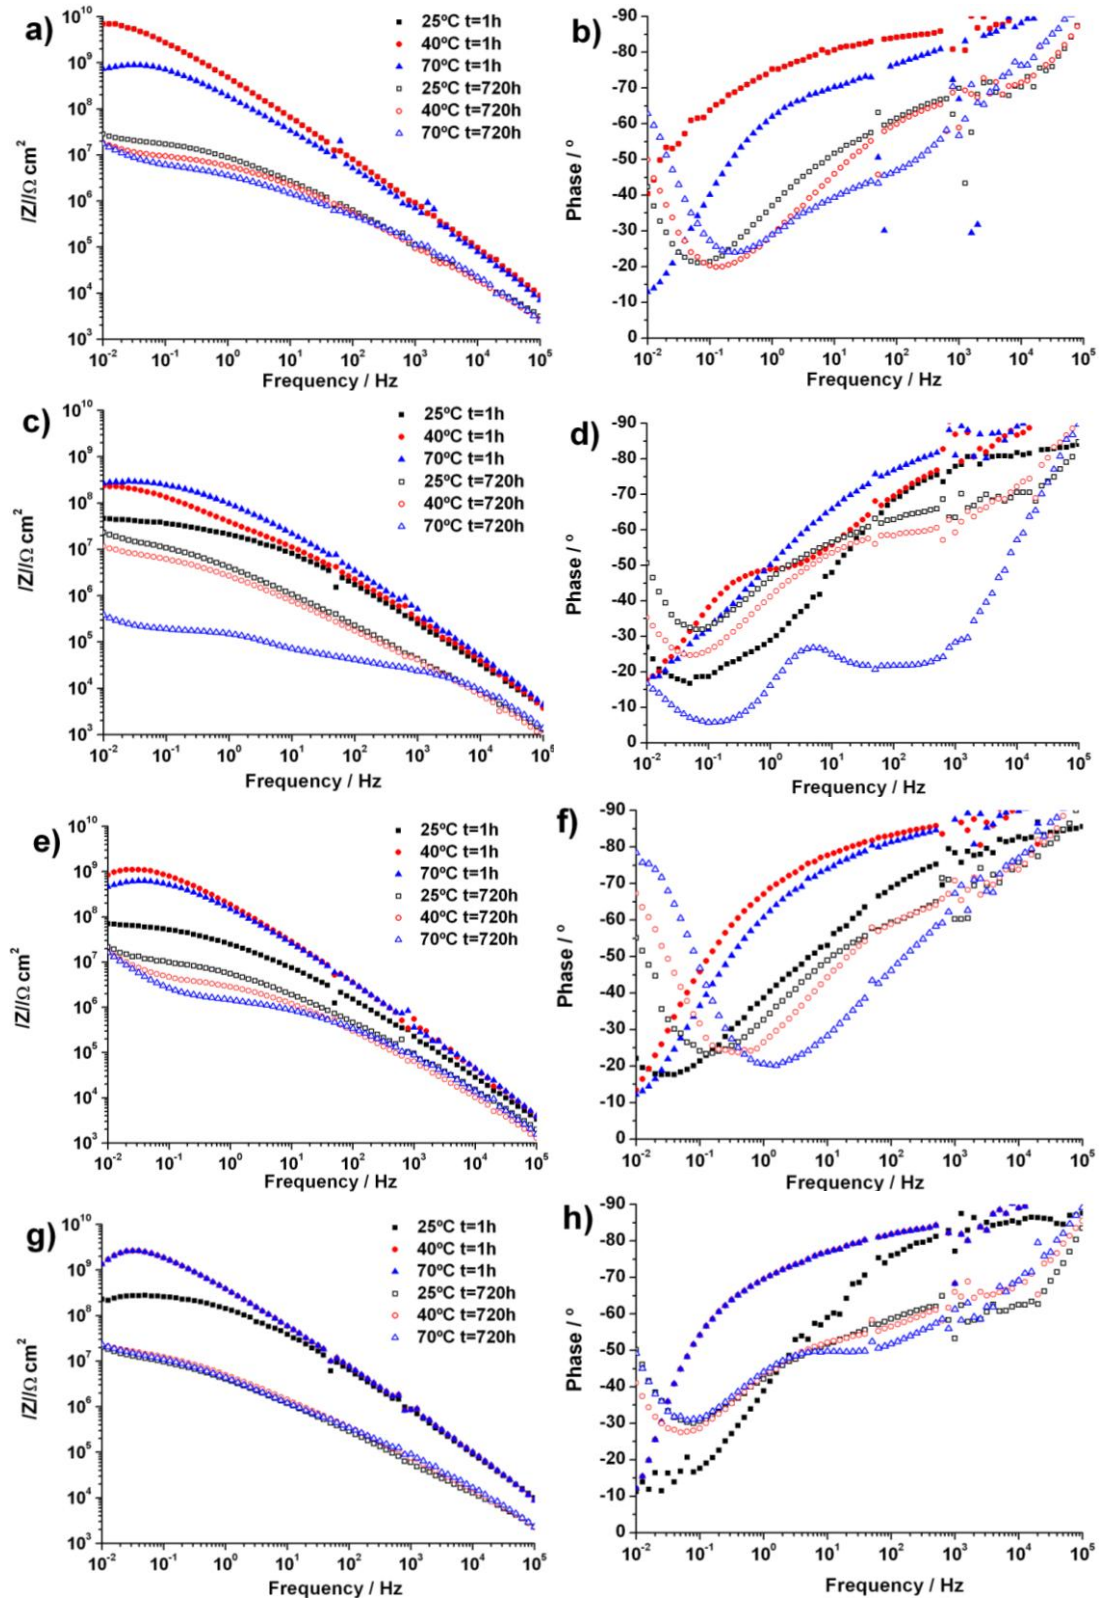 a)
10^10
10^9
10^8
10^7
10^6
10^5
10^4
10^3
/Z//Ω cm^2
25ºC t=1h
40ºC t=1h
70ºC t=1h
25ºC t=720h
40ºC t=720h
70ºC t=720h
10^-2 10^-1 10^0 10^1 10^2 10^3 10^4 10^5
Frequency / Hz
b)
-90
-80
-70
-60
-50
-40
-30
-20
-10
0
Phase / º
10^-2 10^-1 10^0 10^1 10^2 10^3 10^4 10^5
Frequency / Hz
c)
10^10
10^9
10^8
10^7
10^6
10^5
10^4
10^3
/Z//Ω cm^2
25ºC t=1h
40ºC t=1h
70ºC t=1h
25ºC t=720h
40ºC t=720h
70ºC t=720h
10^-2 10^-1 10^0 10^1 10^2 10^3 10^4 10^5
Frequency / Hz
d)
-90
-80
-70
-60
-50
-40
-30
-20
-10
0
Phase / º
10^-2 10^-1 10^0 10^1 10^2 10^3 10^4 10^5
Frequency / Hz
e)
10^10
10^9
10^8
10^7
10^6
10^5
10^4
10^3
/Z//Ω cm^2
25ºC t=1h
40ºC t=1h
70ºC t=1h
25ºC t=720h
40ºC t=720h
70ºC t=720h
10^-2 10^-1 10^0 10^1 10^2 10^3 10^4 10^5
Frequency / Hz
f)
-90
-80
-70
-60
-50
-40
-30
-20
-10
0
Phase / º
10^-2 10^-1 10^0 10^1 10^2 10^3 10^4 10^5
Frequency / Hz
g)
10^10
10^9
10^8
10^7
10^6
10^5
10^4
10^3
/Z//Ω cm^2
25ºC t=1h
40ºC t=1h
70ºC t=1h
25ºC t=720h
40ºC t=720h
70ºC t=720h
10^-2 10^-1 10^0 10^1 10^2 10^3 10^4 10^5
Frequency / Hz
h)
-90
-80
-70
-60
-50
-40
-30
-20
-10
0
Phase / º
10^-2 10^-1 10^0 10^1 10^2 10^3 10^4 10^5
Frequency / Hz